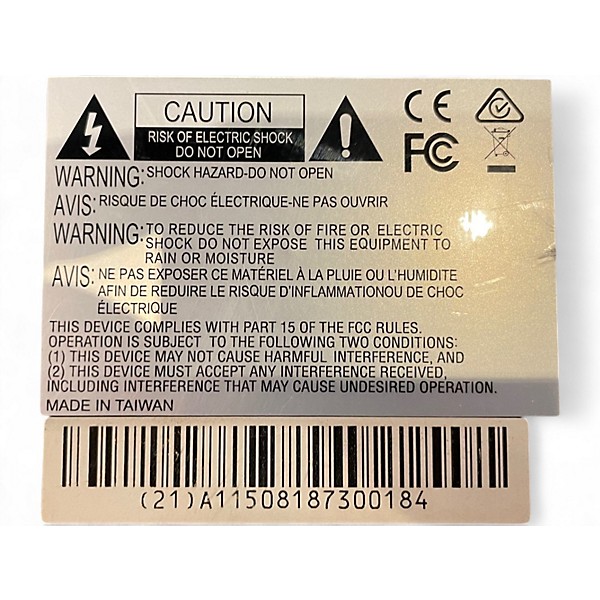 CAUTION
RISK OF ELECTRIC SHOCK
DO NOT OPEN
CE
FC
WARNING: SHOCK HAZARD-DO NOT OPEN
AVIS: RISQUE DE CHOC ÉLECTRIQUE-NE PAS OUVRIR
WARNING: TO REDUCE THE RISK OF FIRE OR ELECTRIC
SHOCK DO NOT EXPOSE THIS EQUIPMENT TO
RAIN OR MOISTURE
AVIS: NE PAS EXPOSER CE MATÉRIEL À LA PLUIE OU L'HUMIDITE
AFIN DE REDUIRE LE RISQUE D'INFLAMMATIONOU DE CHOC
ÉLECTRIQUE
THIS DEVICE COMPLIES WITH PART 15 OF THE FCC RULES.
OPERATION IS SUBJECT TO THE FOLLOWING TWO CONDITIONS:
(1) THIS DEVICE MAY NOT CAUSE HARMFUL INTERFERENCE, AND
(2) THIS DEVICE MUST ACCEPT ANY INTERFERENCE RECEIVED,
INCLUDING INTERFERENCE THAT MAY CAUSE UNDESIRED OPERATION.
MADE IN TAIWAN
(21)A11508187300184